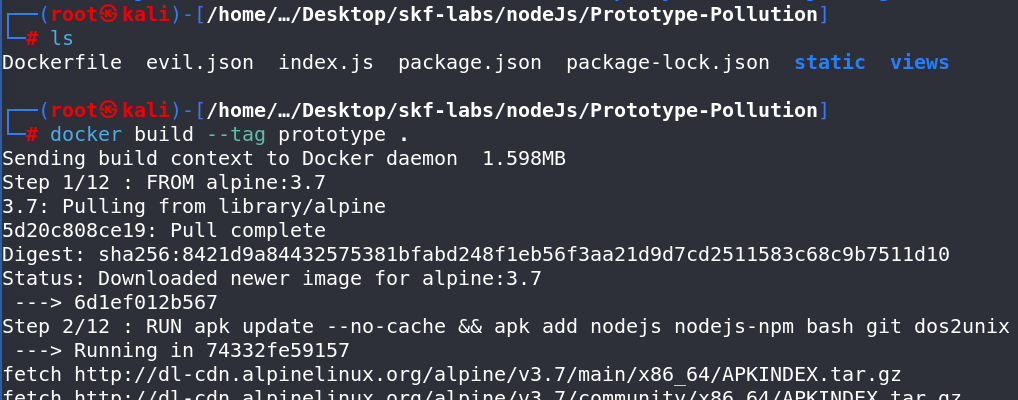 ┌──(root㉿kali)-[/home/…/Desktop/skf-labs/nodeJs/Prototype-Pollution]
└─# ls
Dockerfile  evil.json  index.js  package.json  package-lock.json  static  views
┌──(root㉿kali)-[/home/…/Desktop/skf-labs/nodeJs/Prototype-Pollution]
└─# docker build --tag prototype .
Sending build context to Docker daemon  1.598MB
Step 1/12 : FROM alpine:3.7
3.7: Pulling from library/alpine
5d20c808ce19: Pull complete
Digest: sha256:8421d9a84432575381bfabd248f1eb56f3aa21d9d7cd2511583c68c9b7511d10
Status: Downloaded newer image for alpine:3.7
 ---> 6d1ef012b567
Step 2/12 : RUN apk update --no-cache && apk add nodejs nodejs-npm bash git dos2unix
 ---> Running in 74332fe59157
fetch http://dl-cdn.alpinelinux.org/alpine/v3.7/main/x86_64/APKINDEX.tar.gz
fetch http://dl-cdn.alpinelinux.org/alpine/v3.7/community/x86_64/APKINDEX.tar.gz